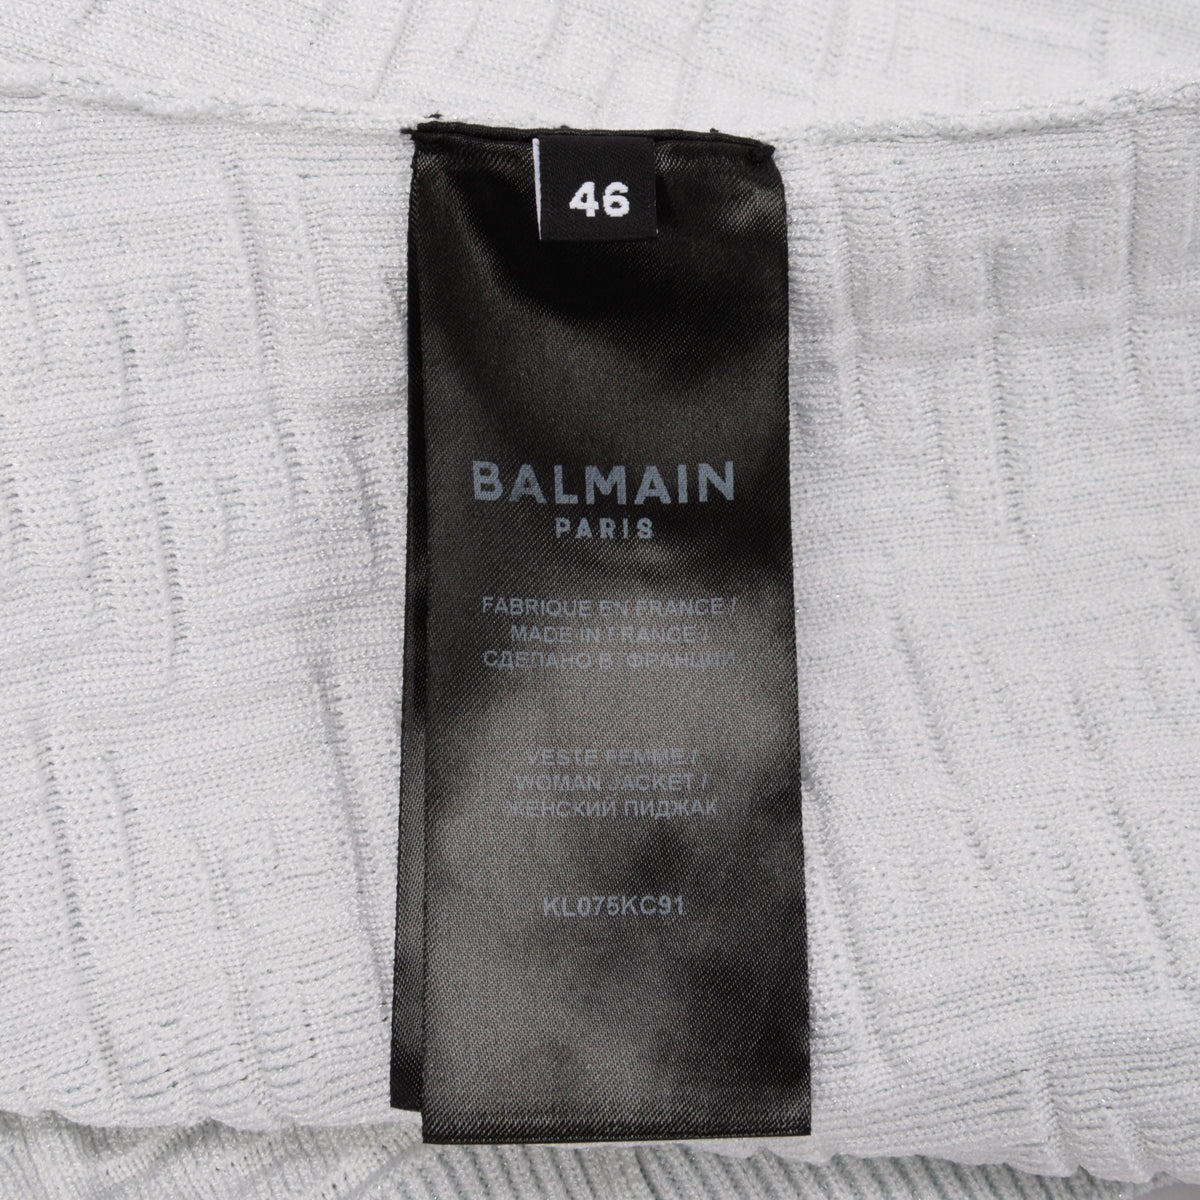 46
BALMAIN
PARIS
FABRIQUE EN FRANCE /
MADE IN FRANCE /
СДЕЛАНО В ФРАНЦИИ
VESTE FEMME /
WOMAN JACKET /
ЖЕНСКИЙ ПИДЖАК
KL075KC91